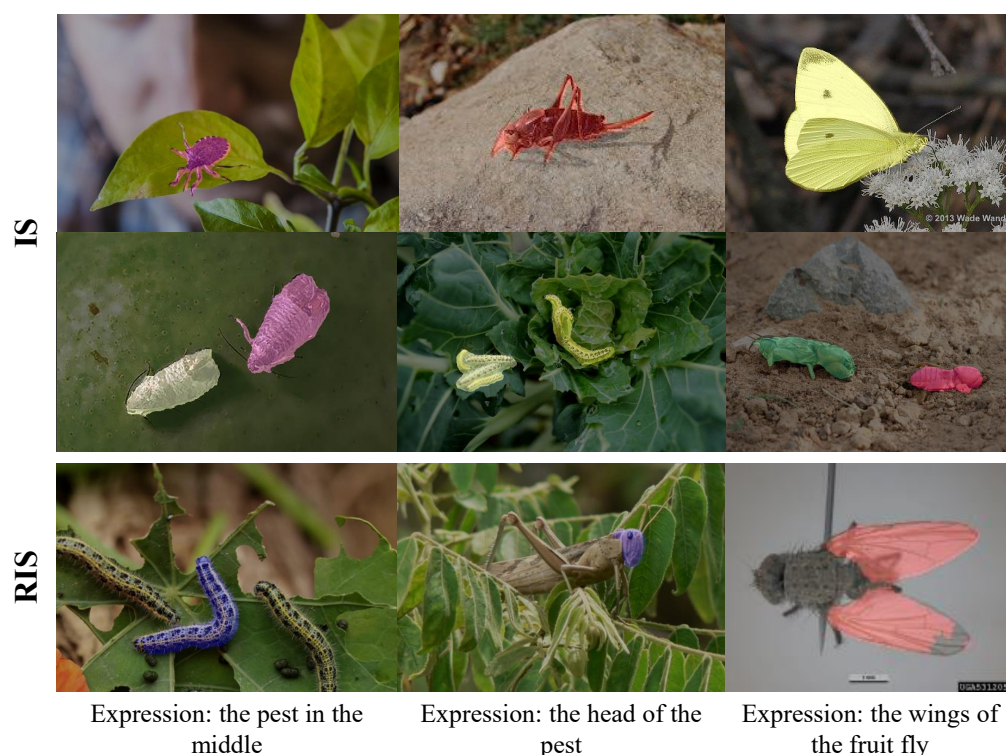 IS
© 2013 Wade Wand
RIS
UGA531205
Expression: the pest in the
middle
Expression: the head of the
pest
Expression: the wings of
the fruit fly